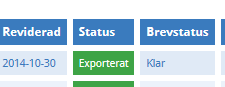 Reviderad Status Brevstatus
2014-10-30 Exporterat Klar